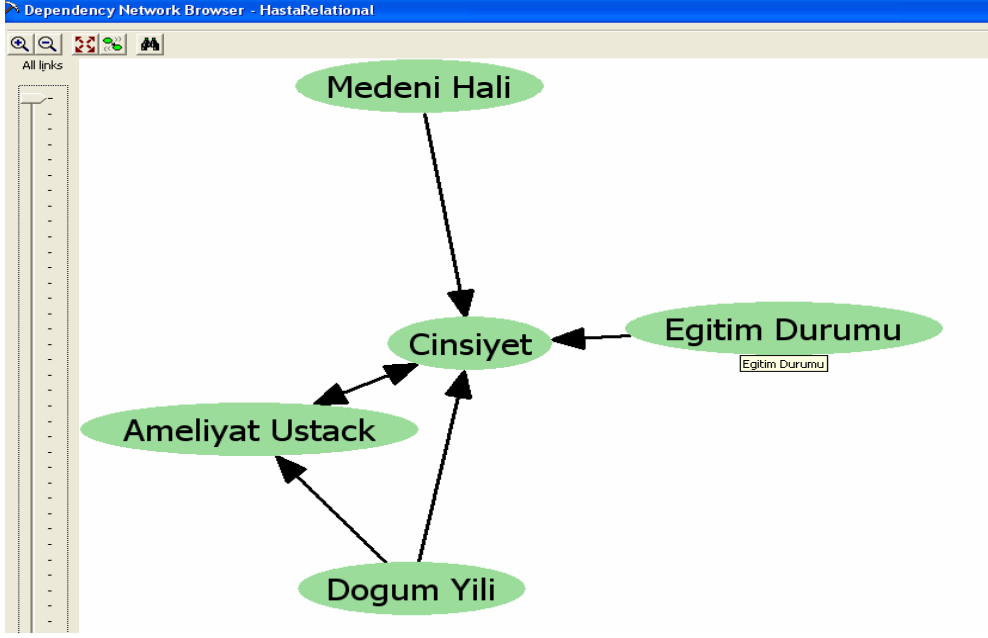 Dependency Network Browser - HastaRelational
All links
Medeni Hali
Cinsiyet
Egitim Durumu
Egitim Durumu
Ameliyat Ustack
Dogum Yili